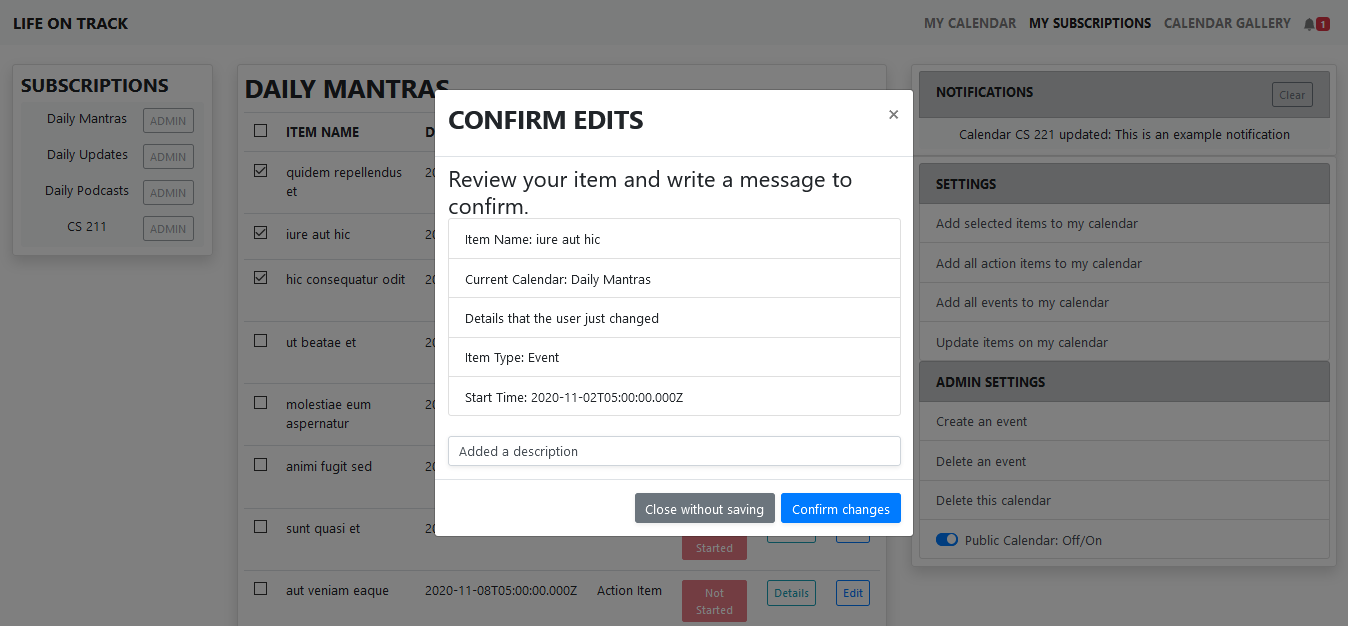 LIFE ON TRACK
MY CALENDAR MY SUBSCRIPTIONS CALENDAR GALLERY 1
SUBSCRIPTIONS
Daily Mantras ADMIN
Daily Updates ADMIN
Daily Podcasts ADMIN
CS 211 ADMIN
DAILY MANTRAS
ITEM NAME D
quidem repellendus 20
et
iure aut hic 20
hic consequatur odit 20
ut beatae et 20
molestiae eum 20
aspernatur
animi fugit sed 20
sunt quasi et 20
Started
aut veniam eaque 2020-11-08T05:00:00.000Z Action Item Not Details Edit
Started
CONFIRM EDITS ×
Review your item and write a message to
confirm.
Item Name: iure aut hic
Current Calendar: Daily Mantras
Details that the user just changed
Item Type: Event
Start Time: 2020-11-02T05:00:00.000Z
Added a description
Close without saving Confirm changes
NOTIFICATIONS Clear
Calendar CS 221 updated: This is an example notification
SETTINGS
Add selected items to my calendar
Add all action items to my calendar
Add all events to my calendar
Update items on my calendar
ADMIN SETTINGS
Create an event
Delete an event
Delete this calendar
Public Calendar: Off/On